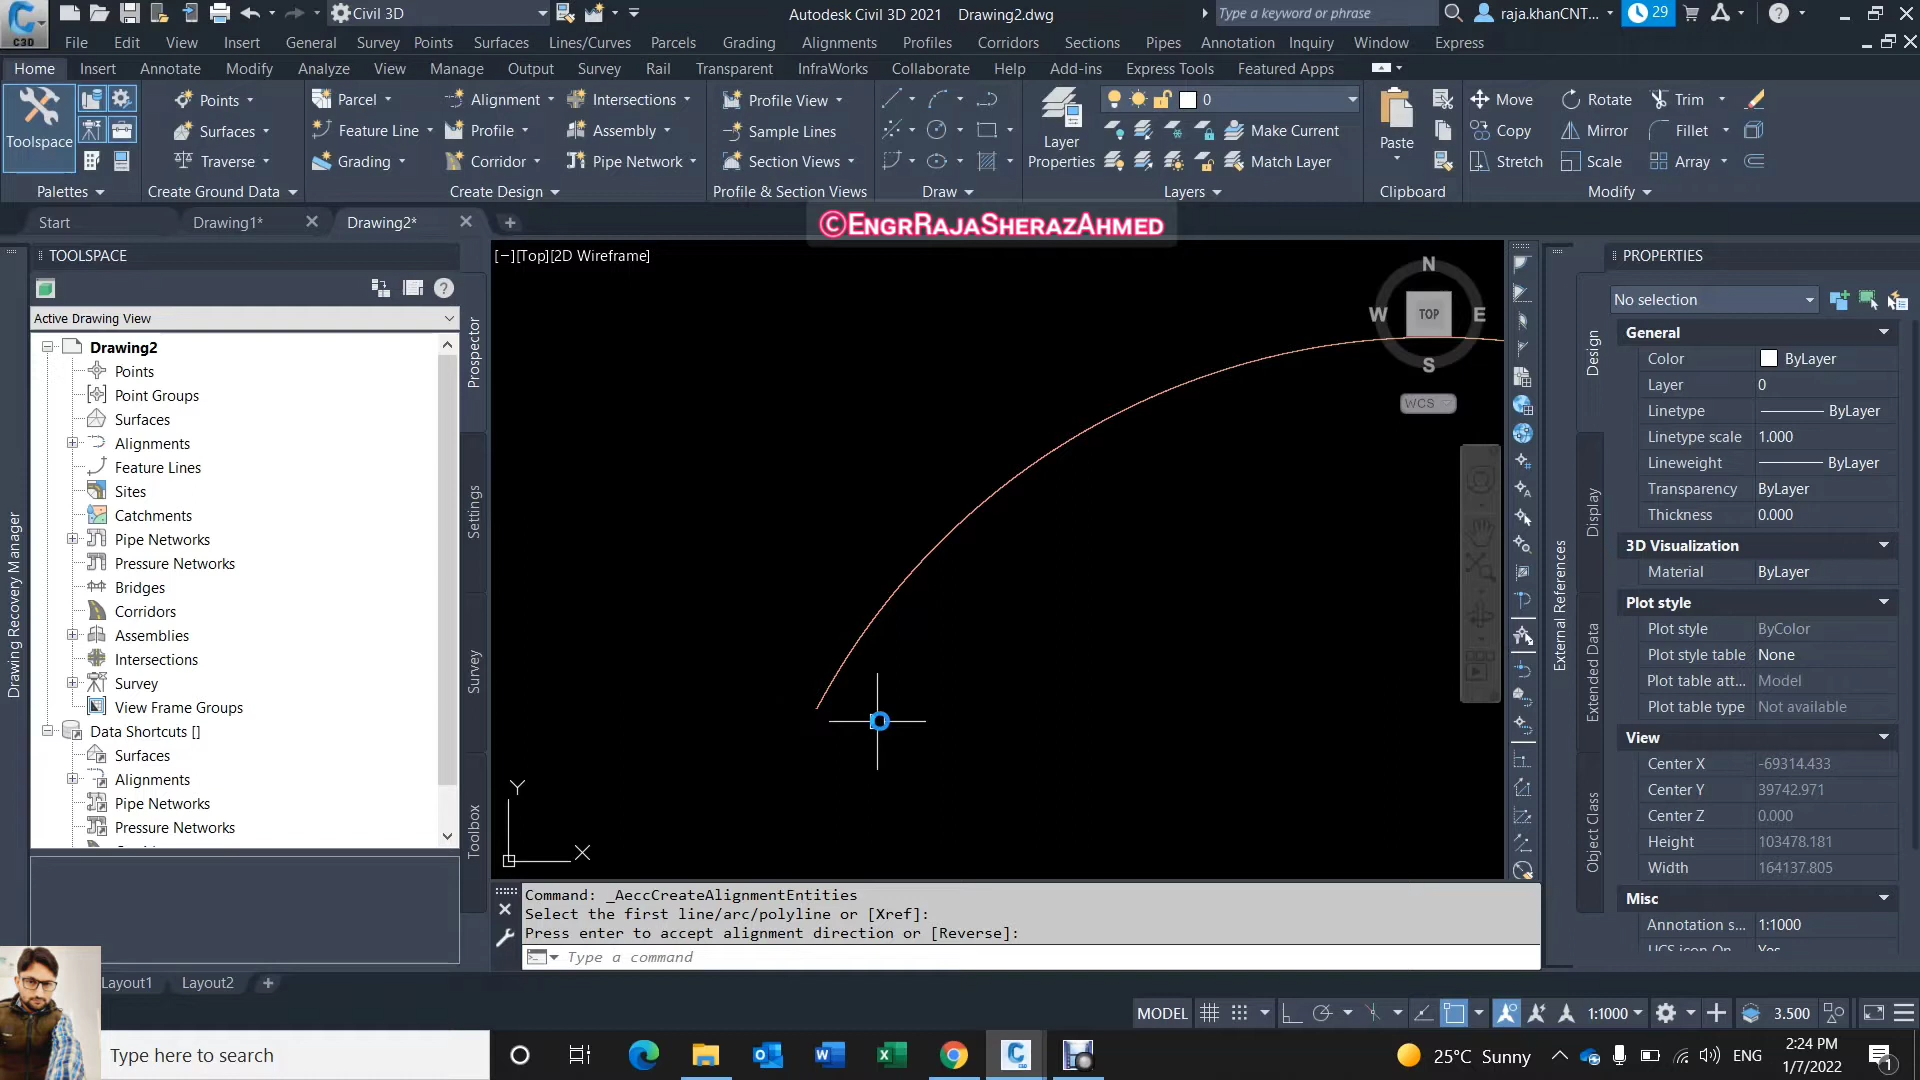 C3D
Civil 3D
Autodesk Civil 3D 2021 Drawing2.dwg
Type a keyword or phrase
raja.khanCNT...
29
File Edit View Insert General Survey Points Surfaces Lines/Curves Parcels Grading Alignments Profiles Corridors Sections Pipes Annotation Inquiry Window Express
Home Insert Annotate Modify Analyze View Manage Output Survey Rail Transparent InfraWorks Collaborate Help Add-ins Express Tools Featured Apps
Points Parcel Alignment Intersections Profile View 0 Move Rotate Trim
Surfaces Feature Line Profile Assembly Sample Lines Make Current Copy Mirror Fillet
Toolspace Layer Properties Paste
Traverse Grading Corridor Pipe Network Section Views Match Layer Stretch Scale Array
Palettes Create Ground Data Create Design Profile & Section Views Draw Layers Clipboard Modify
Start Drawing1* Drawing2*
©EngrRajaSherazAhmed
TOOLSPACE
[−][Top][2D Wireframe]
Active Drawing View
Drawing2
Points
Point Groups
Surfaces
Alignments
Feature Lines
Sites
Catchments
Pipe Networks
Pressure Networks
Bridges
Corridors
Assemblies
Intersections
Survey
View Frame Groups
Data Shortcuts []
Surfaces
Alignments
Pipe Networks
Pressure Networks
Drawing Recovery Manager
Prospector
Settings
Survey
Toolbox
N
W TOP E
S
WCS
Y
X
Command: _AeccCreateAlignmentEntities
Select the first line/arc/polyline or [Xref]:
Press enter to accept alignment direction or [Reverse]:
Type a command
External References
Design
Display
Extended Data
Object Class
PROPERTIES
No selection
General
Color ByLayer
Layer 0
Linetype ByLayer
Linetype scale 1.000
Lineweight ByLayer
Transparency ByLayer
Thickness 0.000
3D Visualization
Material ByLayer
Plot style
Plot style ByColor
Plot style table None
Plot table att... Model
Plot table type Not available
View
Center X -69314.433
Center Y 39742.971
Center Z 0.000
Height 103478.181
Width 164137.805
Misc
Annotation s... 1:1000
UCS icon On Yes
Layout1 Layout2
MODEL 1:1000 3.500
Type here to search
25°C Sunny
ENG
2:24 PM
1/7/2022
1